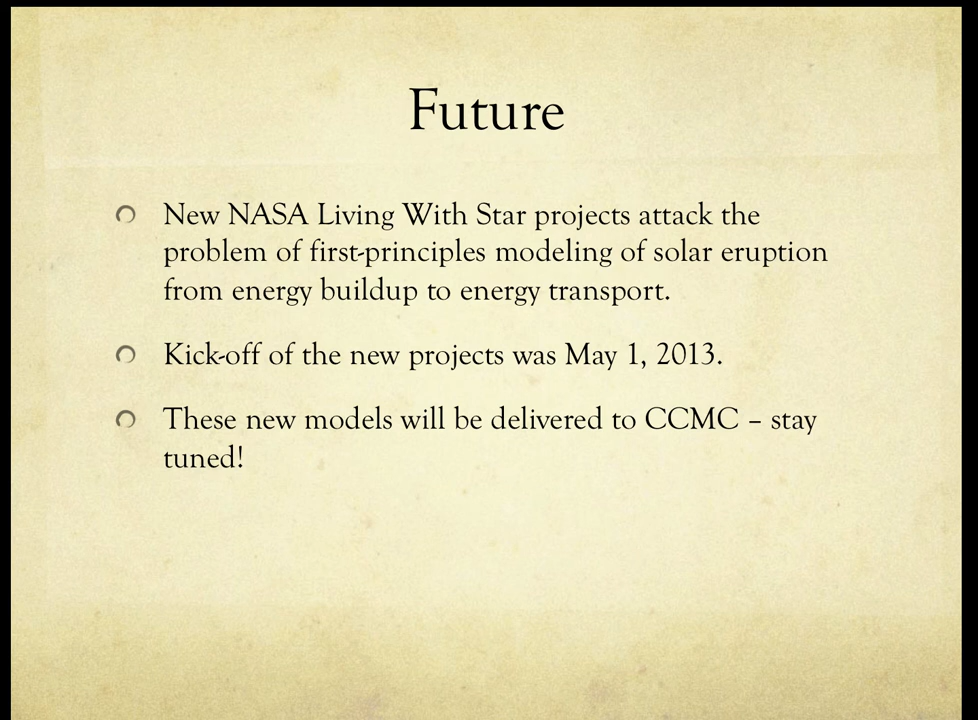 Future
New NASA Living With Star projects attack the
problem of first-principles modeling of solar eruption
from energy buildup to energy transport.
Kick-off of the new projects was May 1, 2013.
These new models will be delivered to CCMC – stay
tuned!